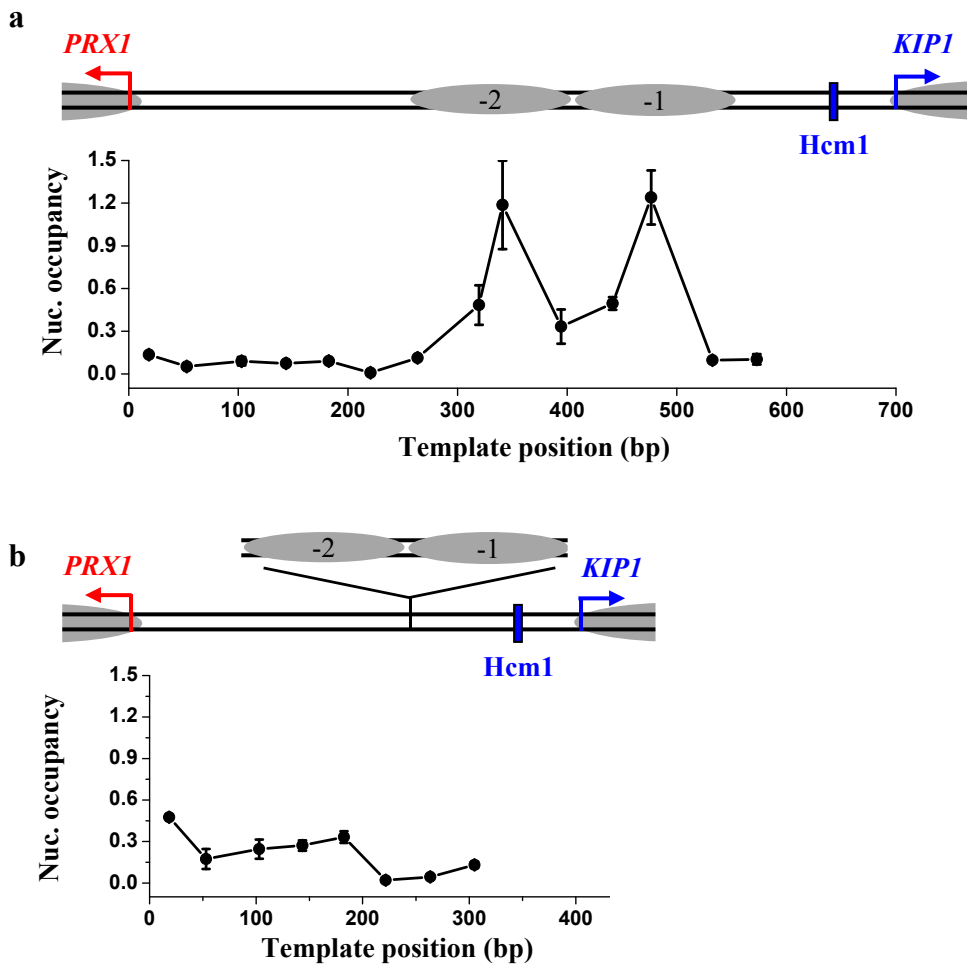 a
PRX1 KIP1
-2 -1
Hcm1
Nuc. occupancy
1.5
1.2
0.9
0.6
0.3
0.0
0 100 200 300 400 500 600 700
Template position (bp)
b
-2 -1
PRX1 KIP1
Hcm1
Nuc. occupancy
1.5
1.2
0.9
0.6
0.3
0.0
0 100 200 300 400
Template position (bp)